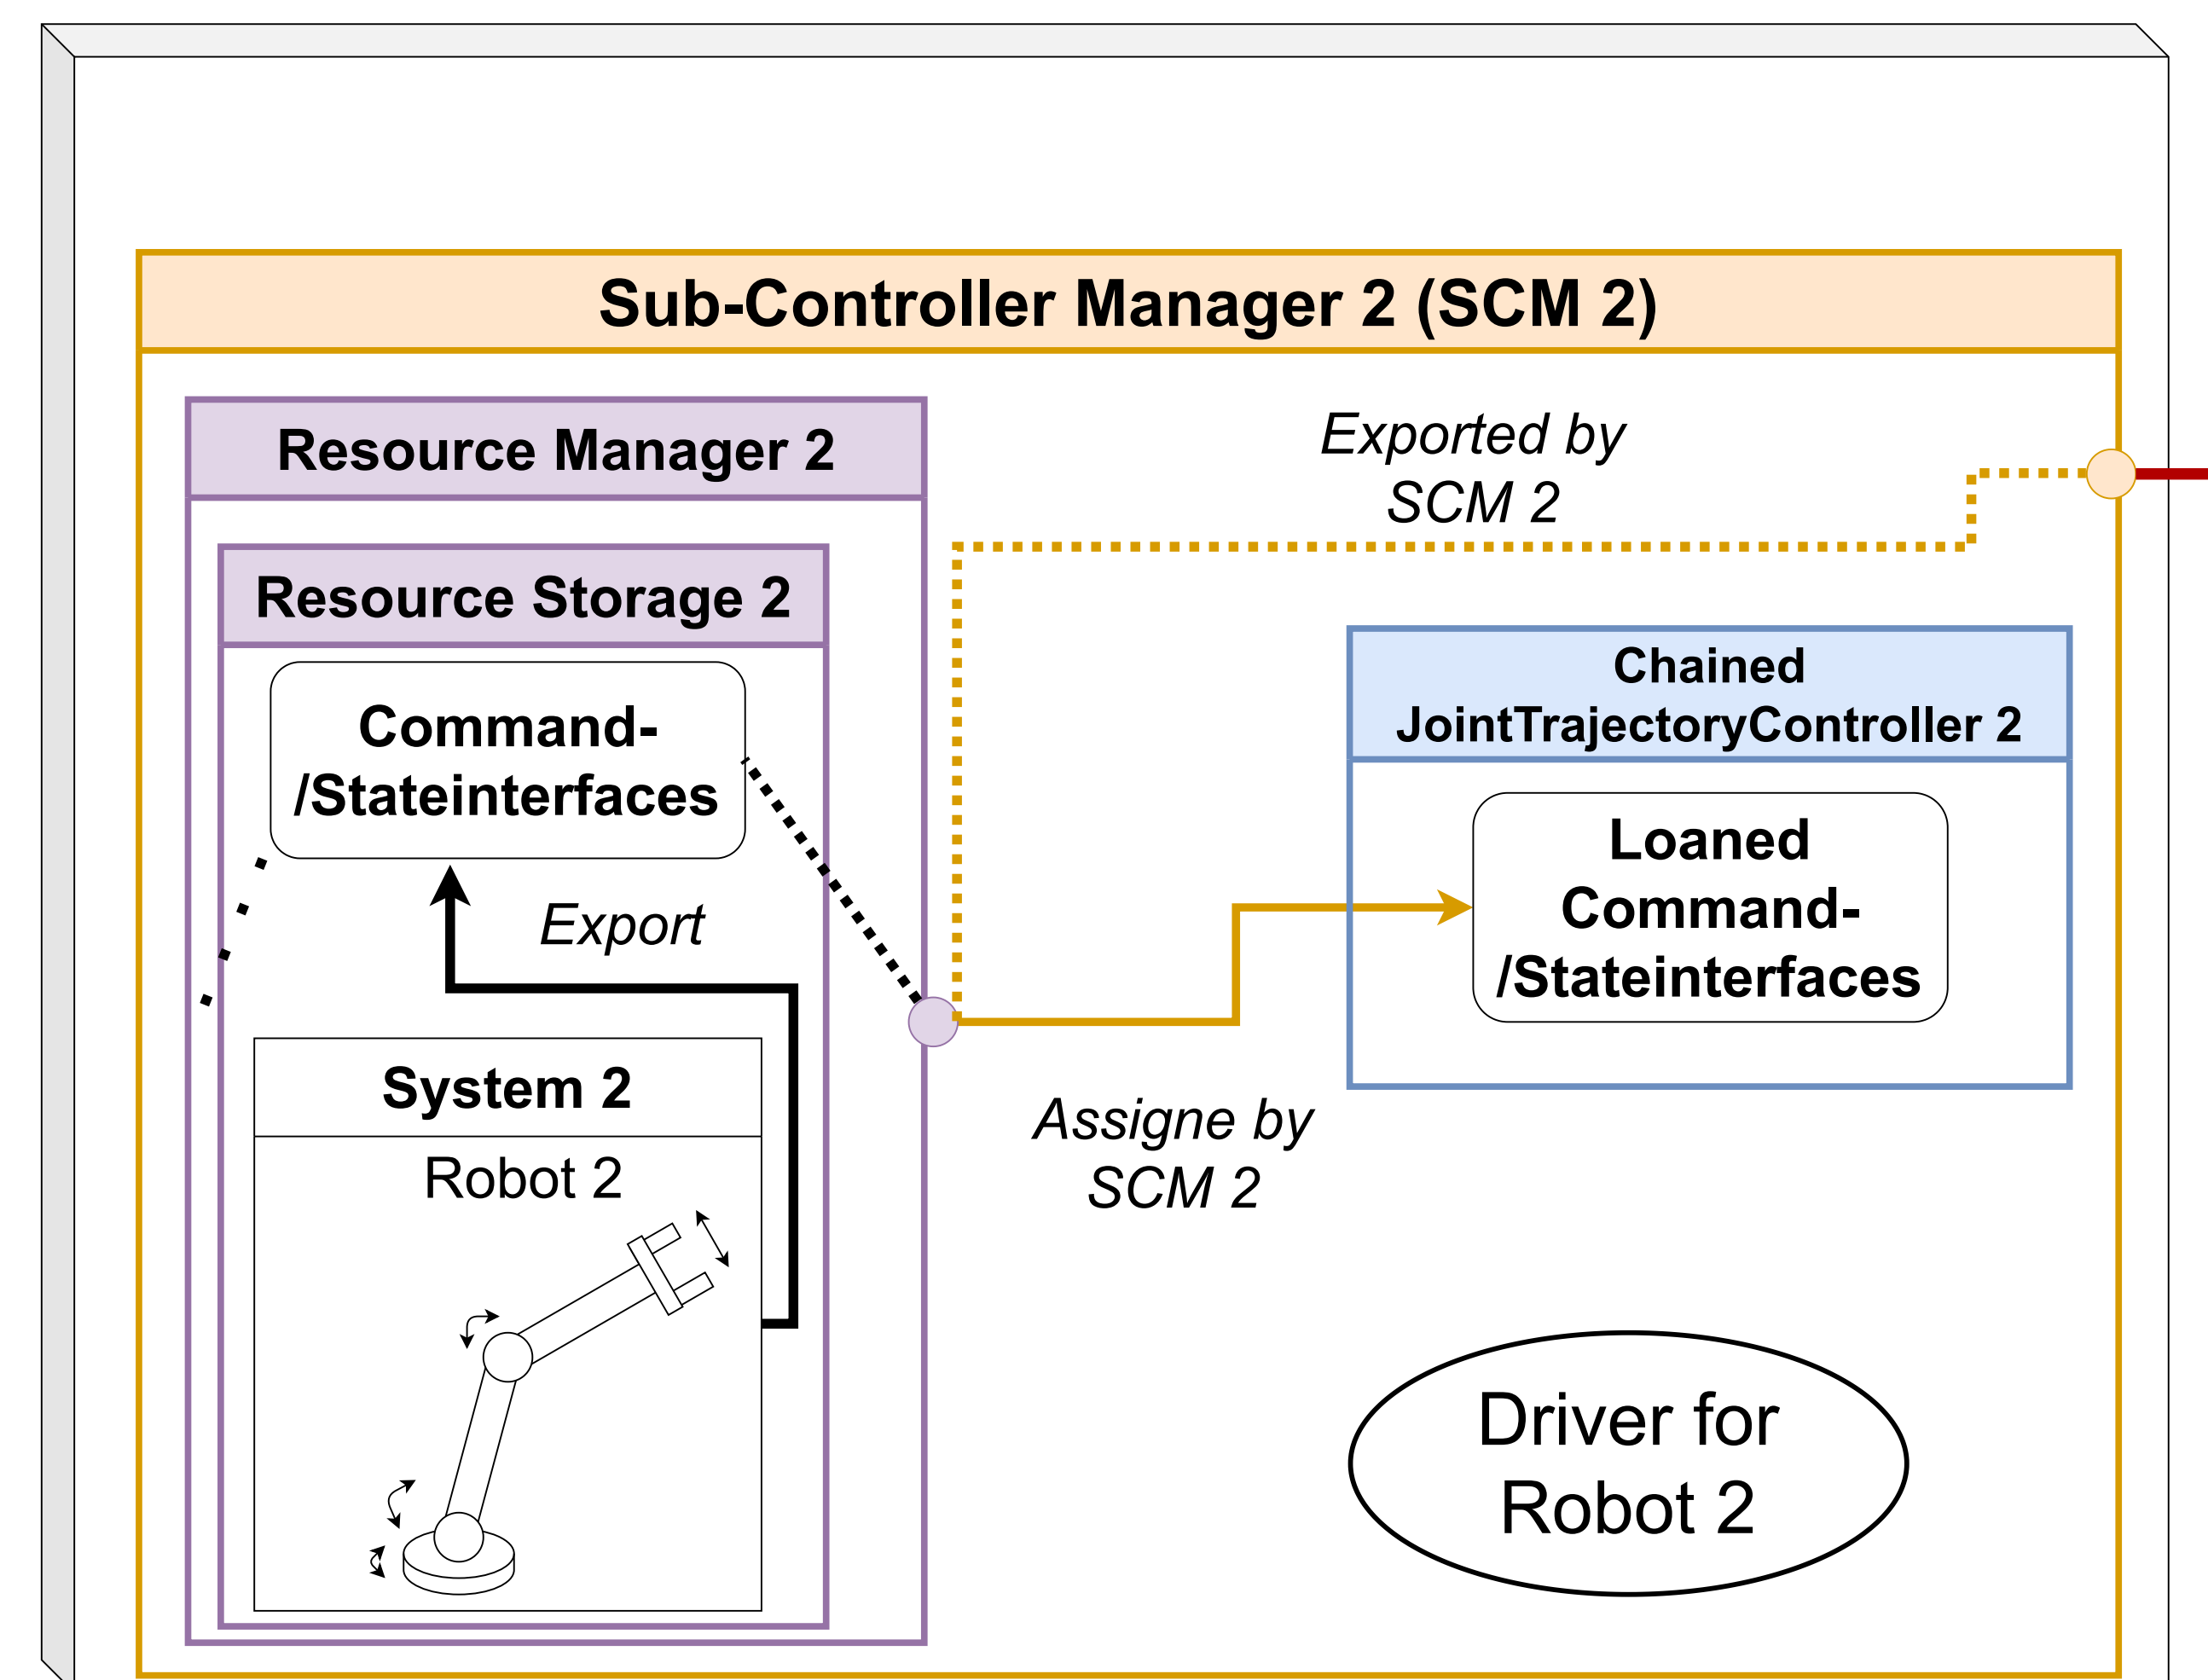 Sub-Controller Manager 2 (SCM 2)
Resource Manager 2
Resource Storage 2
Command-
/Stateinterfaces
Export
System 2
Robot 2
Exported by
SCM 2
Assigne by
SCM 2
Chained
JointTrajectoryController 2
Loaned
Command-
/Stateinterfaces
Driver for
Robot 2